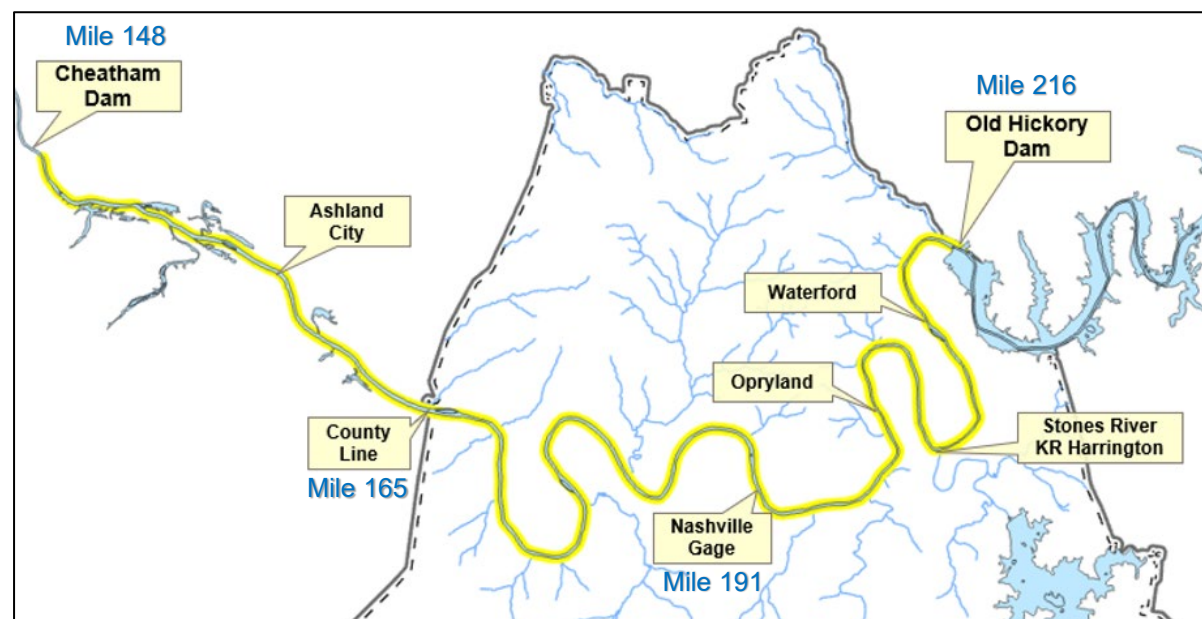 Mile 148
Cheatham
Dam
Mile 216
Old Hickory
Dam
Ashland
City
Waterford
Opryland
County
Line
Mile 165
Stones River
KR Harrington
Nashville
Gage
Mile 191